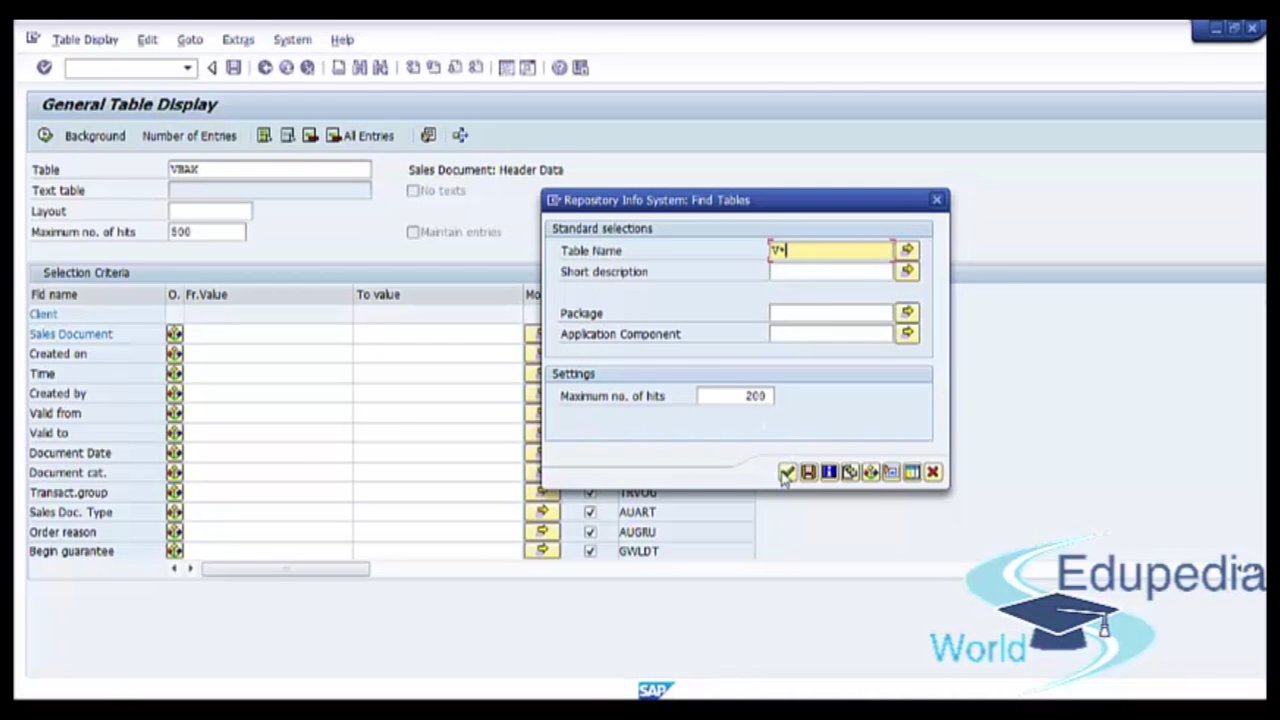 Table Display Edit Goto Extras System Help
General Table Display
Background Number of Entries All Entries
Table VBAK Sales Document: Header Data
Text table No texts
Layout
Maximum no. of hits 500 Maintain entries
Selection Criteria
Fld name O. Fr.Value To value Mo
Client
Sales Document
Created on
Time
Created by
Valid from
Valid to
Document Date
Document cat.
Transact.group TRVOG
Sales Doc. Type AUART
Order reason AUGRU
Begin guarantee GWLDT
Repository Info System: Find Tables
Standard selections
Table Name V*
Short description
Package
Application Component
Settings
Maximum no. of hits 200
Edupedia
World
SAP